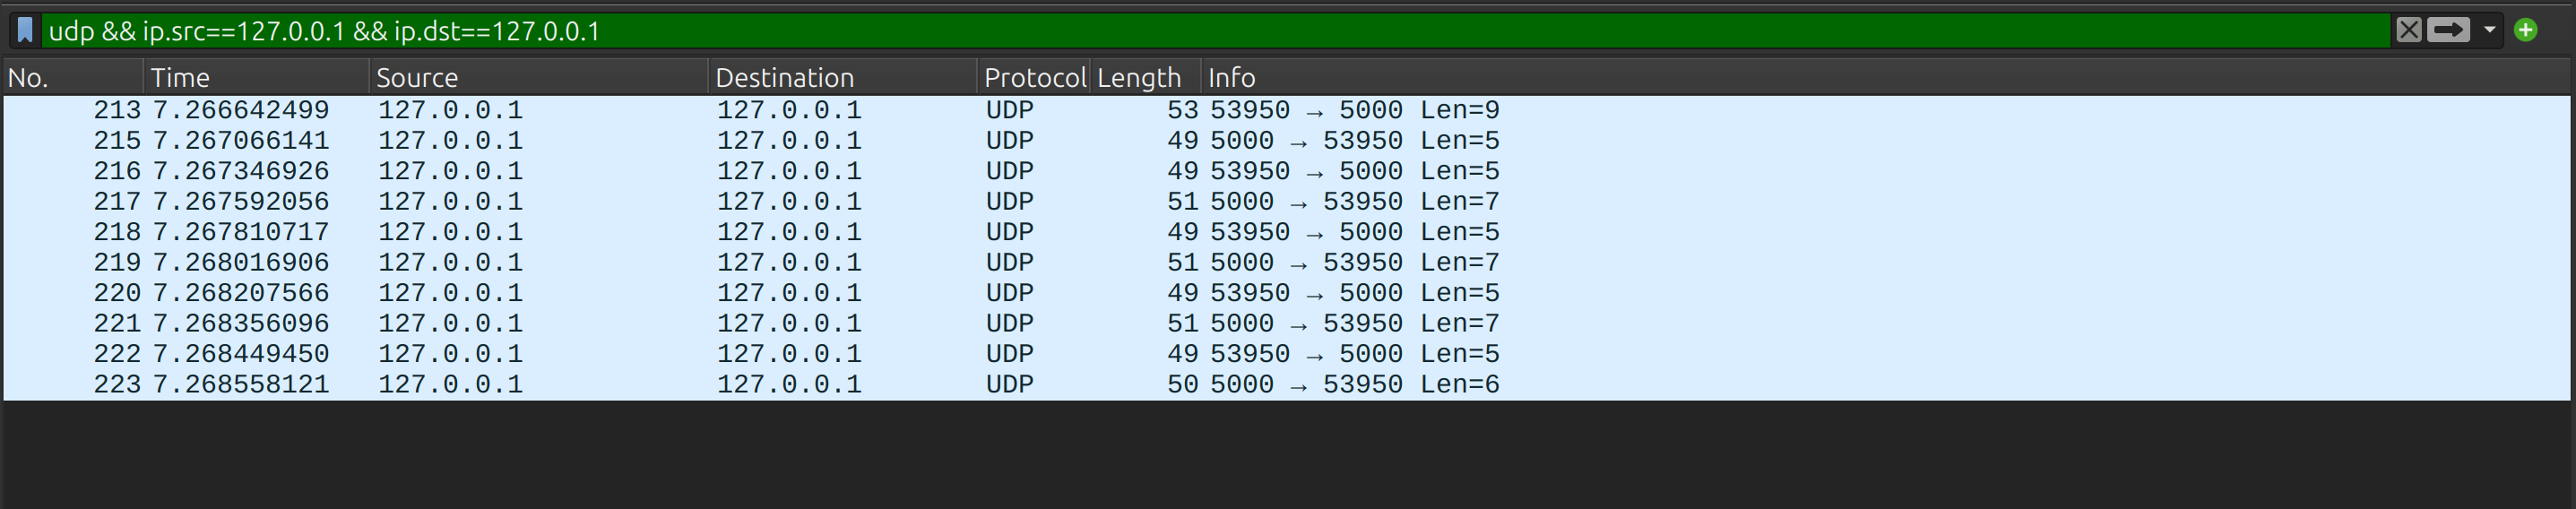 udp && ip.src==127.0.0.1 && ip.dst==127.0.0.1
No. Time Source Destination Protocol Length Info
213 7.266642499 127.0.0.1 127.0.0.1 UDP 53 53950 → 5000 Len=9
215 7.267066141 127.0.0.1 127.0.0.1 UDP 49 5000 → 53950 Len=5
216 7.267346926 127.0.0.1 127.0.0.1 UDP 49 53950 → 5000 Len=5
217 7.267592056 127.0.0.1 127.0.0.1 UDP 51 5000 → 53950 Len=7
218 7.267810717 127.0.0.1 127.0.0.1 UDP 49 53950 → 5000 Len=5
219 7.268016906 127.0.0.1 127.0.0.1 UDP 51 5000 → 53950 Len=7
220 7.268207566 127.0.0.1 127.0.0.1 UDP 49 53950 → 5000 Len=5
221 7.268356096 127.0.0.1 127.0.0.1 UDP 51 5000 → 53950 Len=7
222 7.268449450 127.0.0.1 127.0.0.1 UDP 49 53950 → 5000 Len=5
223 7.268558121 127.0.0.1 127.0.0.1 UDP 50 5000 → 53950 Len=6